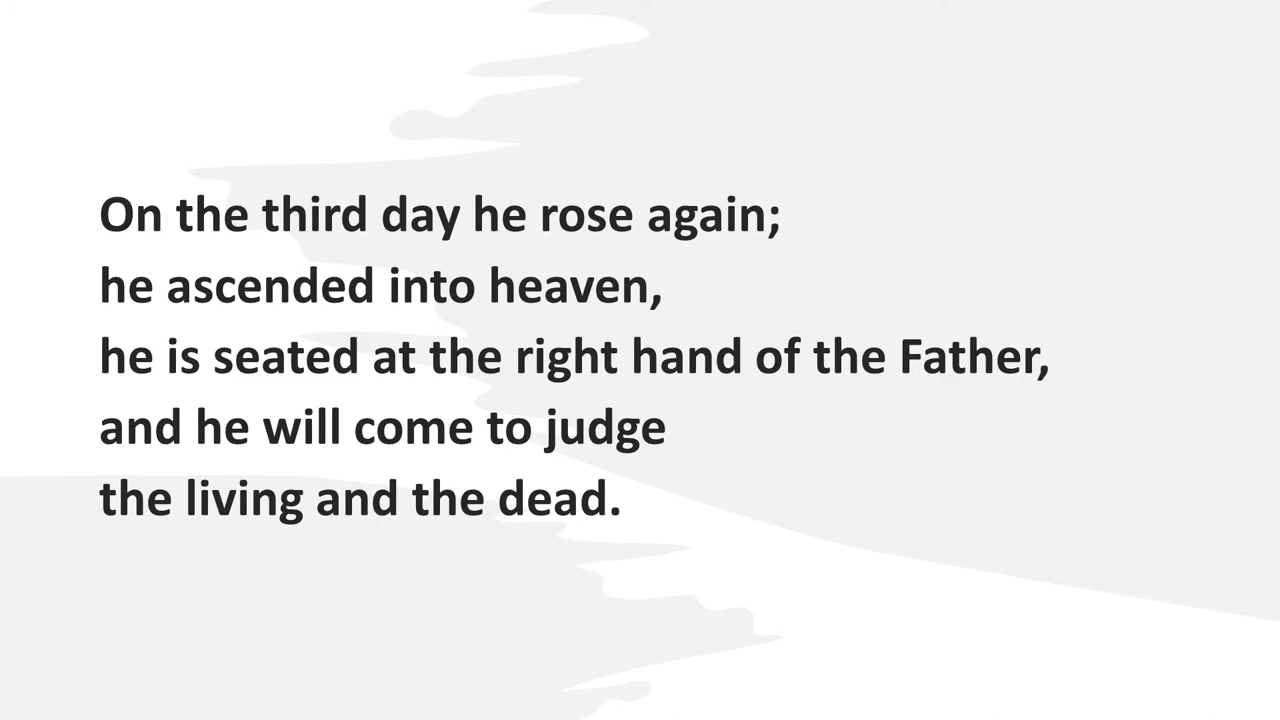 On the third day he rose again;
he ascended into heaven,
he is seated at the right hand of the Father,
and he will come to judge
the living and the dead.